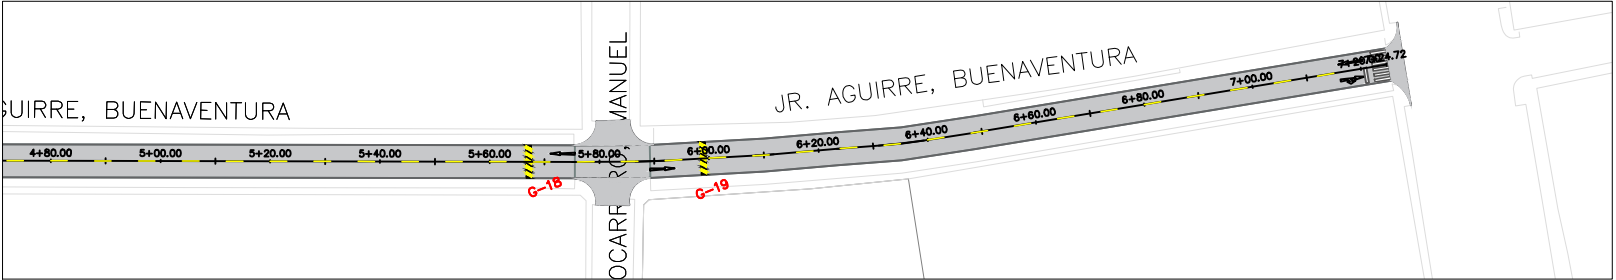 GUIRRE, BUENAVENTURA
JR. AGUIRRE, BUENAVENTURA
OCARR RO, MANUEL
4+80.00
5+00.00
5+20.00
5+40.00
5+60.00
5+80.00
6+00.00
6+20.00
6+40.00
6+60.00
6+80.00
7+00.00
G-18
G-19